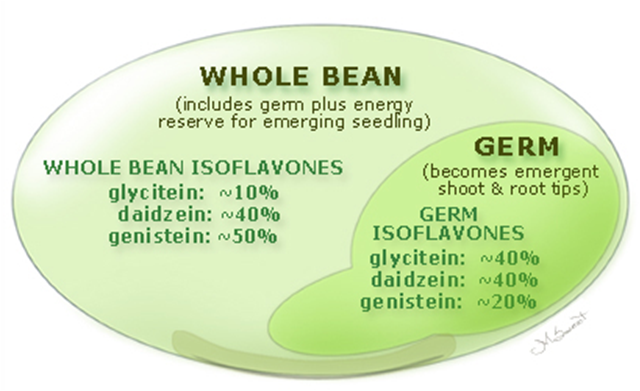 WHOLE BEAN
(includes germ plus energy
reserve for emerging seedling)
WHOLE BEAN ISOFLAVONES
glycitein: ~10%
daidzein: ~40%
genistein: ~50%
GERM
(becomes emergent
shoot & root tips)
GERM
ISOFLAVONES
glycitein: ~40%
daidzein: ~40%
genistein: ~20%